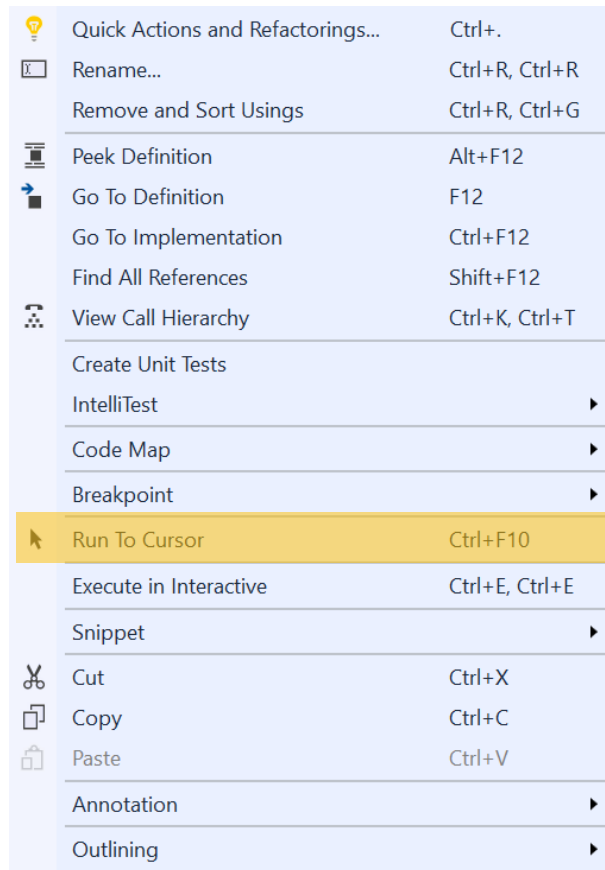 Quick Actions and Refactorings... Ctrl+.
Rename... Ctrl+R, Ctrl+R
Remove and Sort Usings Ctrl+R, Ctrl+G
Peek Definition Alt+F12
Go To Definition F12
Go To Implementation Ctrl+F12
Find All References Shift+F12
View Call Hierarchy Ctrl+K, Ctrl+T
Create Unit Tests
IntelliTest
Code Map
Breakpoint
Run To Cursor Ctrl+F10
Execute in Interactive Ctrl+E, Ctrl+E
Snippet
Cut Ctrl+X
Copy Ctrl+C
Paste Ctrl+V
Annotation
Outlining